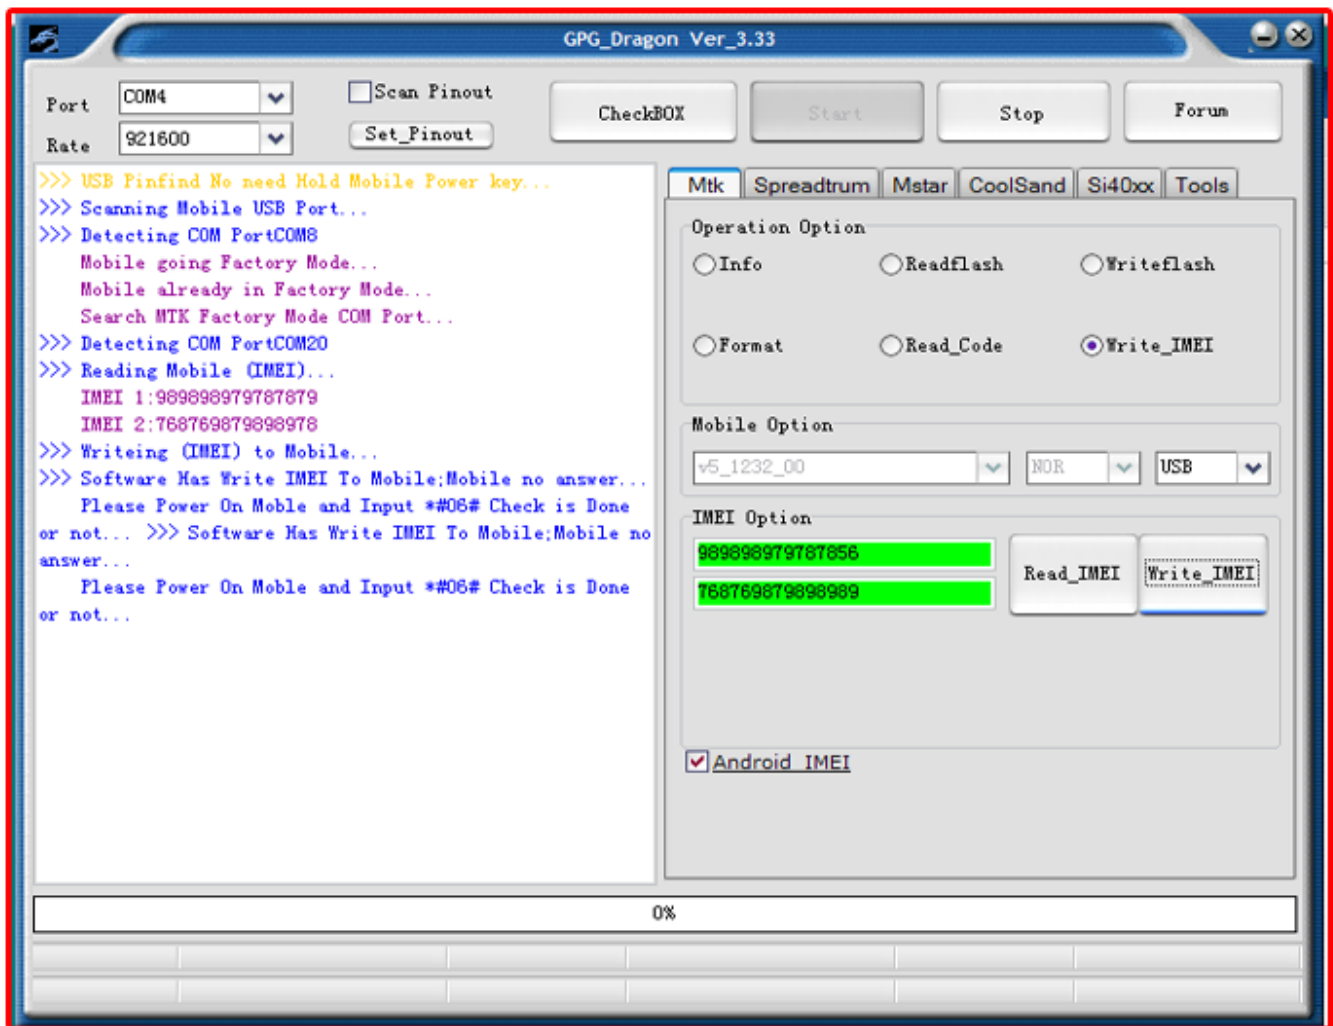 GPG_Dragon Ver_3.33
Port
COM4
Scan Pinout
Rate
921600
Set_Pinout
CheckBOX
Start
Stop
Forum
>>> USB Pinfind No need Hold Mobile Power key...
>>> Scanning Mobile USB Port...
>>> Detecting COM PortCOM8
Mobile going Factory Mode...
Mobile already in Factory Mode...
Search MTK Factory Mode COM Port...
>>> Detecting COM PortCOM20
>>> Reading Mobile (IMEI)...
IMEI 1:989898979787879
IMEI 2:768769879898978
>>> Writeing (IMEI) to Mobile...
>>> Software Has Write IMEI To Mobile;Mobile no answer...
Please Power On Moble and Input *#06# Check is Done
or not... >>> Software Has Write IMEI To Mobile;Mobile no
answer...
Please Power On Moble and Input *#06# Check is Done
or not...
Mtk
Spreadtrum
Mstar
CoolSand
Si40xx
Tools
Operation Option
Info
Readflash
Writeflash
Format
Read_Code
Write_IMEI
Mobile Option
v5_1232_00
NOR
USB
IMEI Option
989898979787856
768769879898989
Read_IMEI
Write_IMEI
Android IMEI
0%